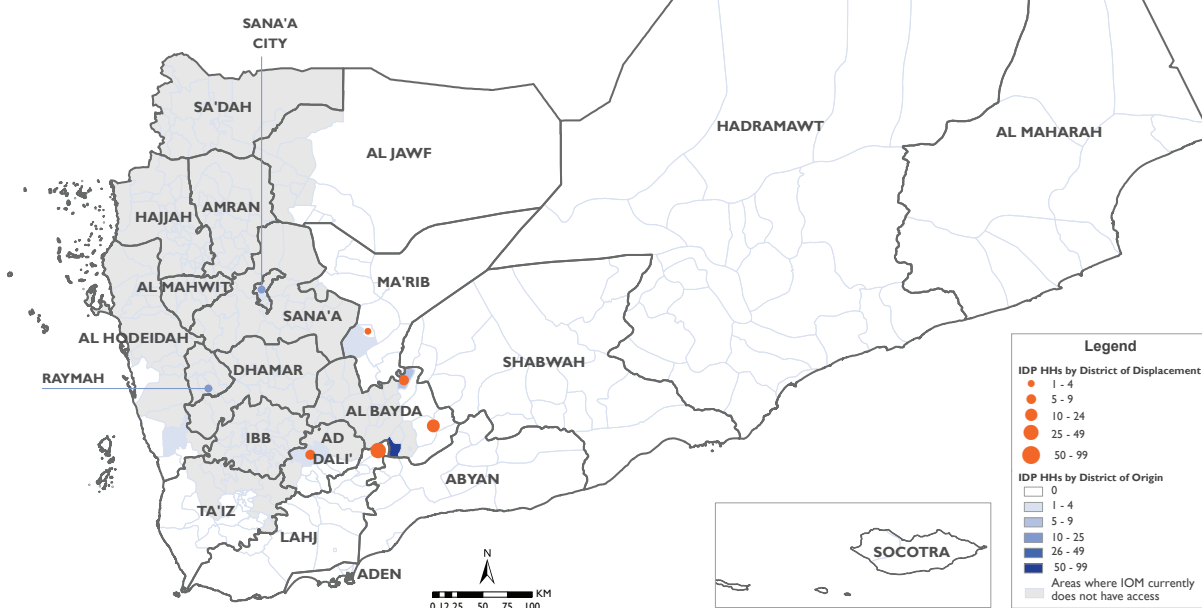 SANA'A
CITY
SA'DAH
HADRAMAWT
AL MAHARAH
AL JAWF
AMRAN
HAJJAH
MA'RIB
AL MAHWIT
SANA'A
AL HODEIDAH
SHABWAH
DHAMAR
RAYMAH
AL BAYDA
IBB
AD
DALI'
ABYAN
TA'IZ
LAHJ
ADEN
SOCOTRA
N
KM
0 12.25 50 75 100
Legend
IDP HHs by District of Displacement
1 - 4
5 - 9
10 - 24
25 - 49
50 - 99
IDP HHs by District of Origin
0
1 - 4
5 - 9
10 - 25
26 - 49
50 - 99
Areas where IOM currently
does not have access